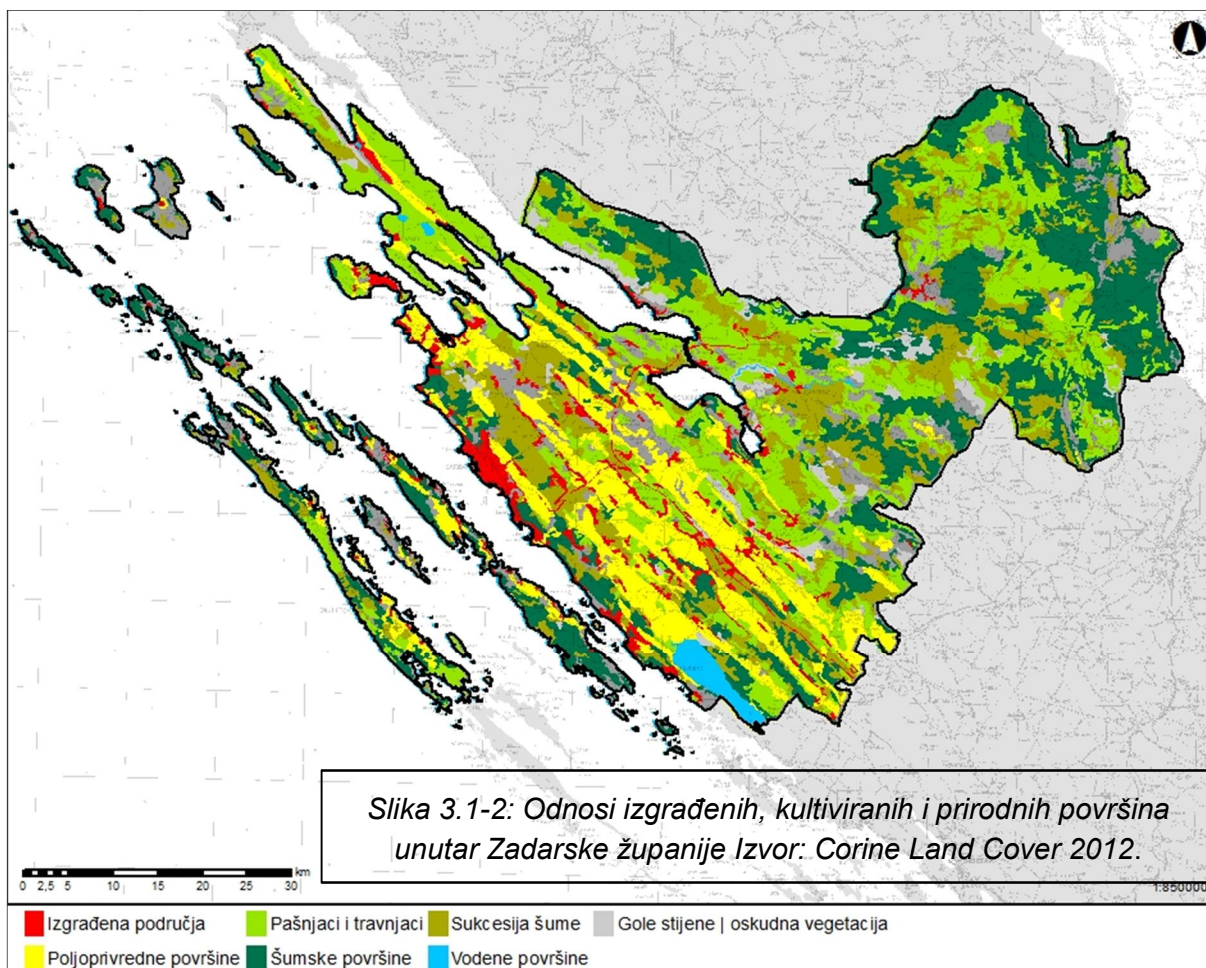 Slika 3.1-2: Odnosi izgrađenih, kultiviranih i prirodnih površina
unutar Zadarske županije Izvor: Corine Land Cover 2012.
km
0 2,5 5 10 15 20 25 30
1:850000
Izgrađena područja Pašnjaci i travnjaci Sukcesija šume Gole stijene | oskudna vegetacija
Poljoprivredne površine Šumske površine Vodene površine